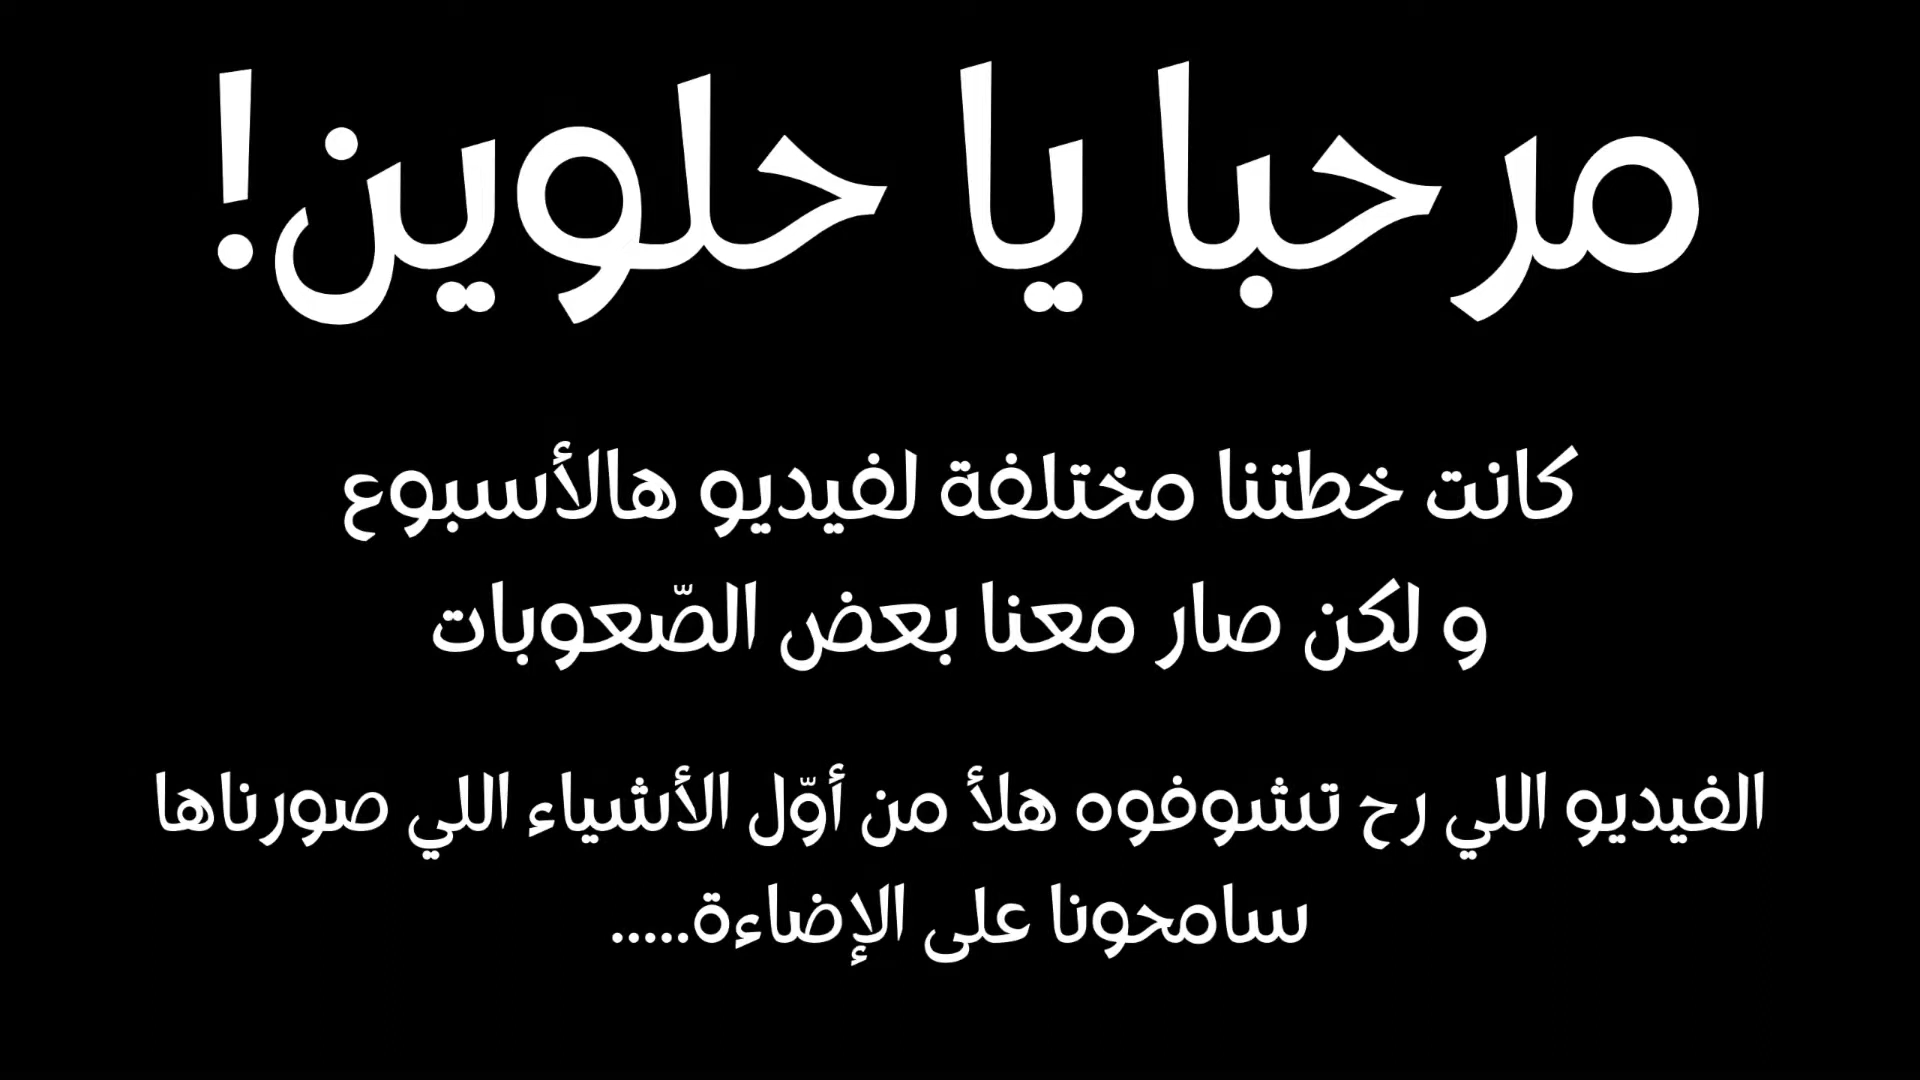 مرحبا يا حلوين!
كانت خطتنا مختلفة لفيديو هالأسبوع
و لكن صار معنا بعض الصّعوبات
الفيديو اللي رح تشوفوه هلأ من أوّل الأشياء اللي صورناها
سامحونا على الإضاءة.....